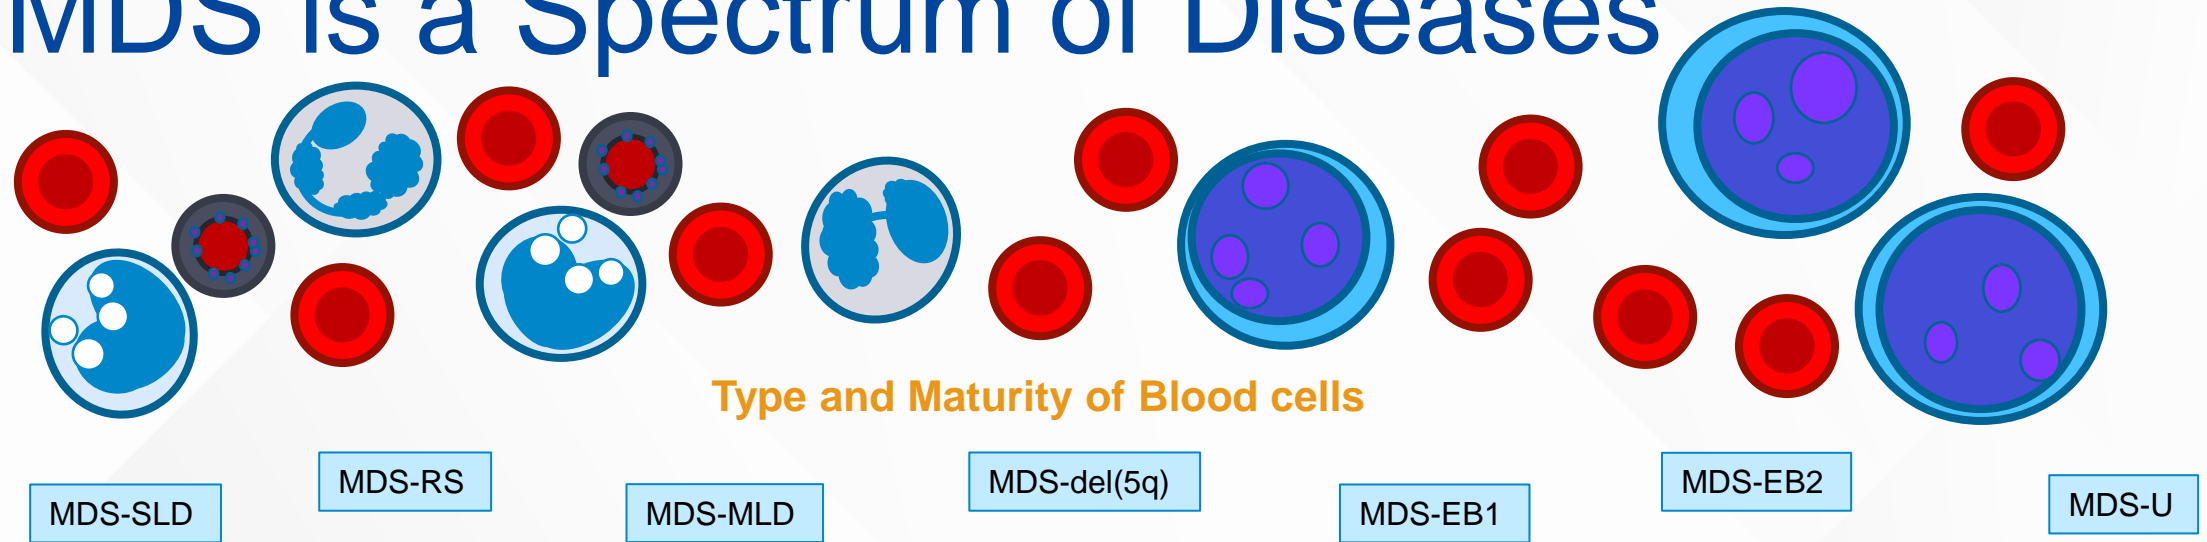 MDS is a Spectrum of Diseases
Type and Maturity of Blood cells
MDS-SLD
MDS-RS
MDS-MLD
MDS-del(5q)
MDS-EB1
MDS-EB2
MDS-U